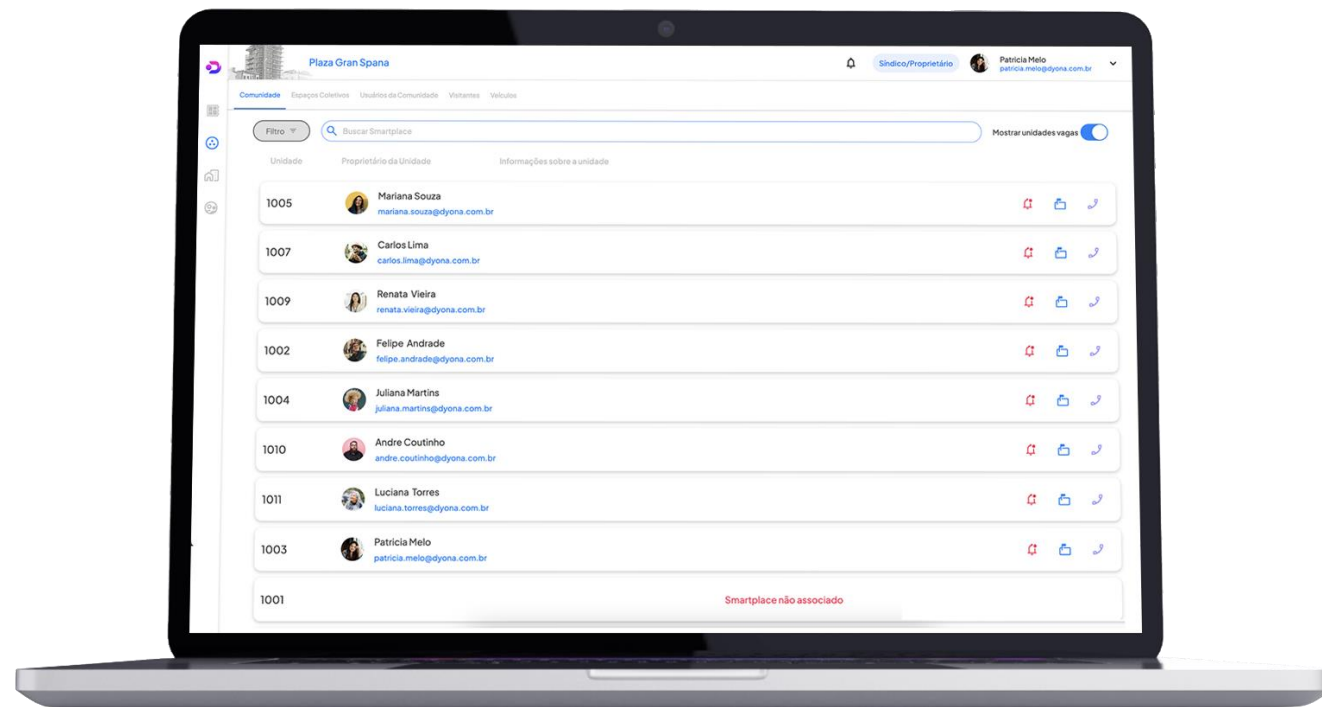 Plaza Gran Spana
Síndico/Proprietário
Patricia Melo
patricia.melo@dyona.com.br
Comunidade Espaços Coletivos Usuários da Comunidade Visitantes Veículos
Filtro
Buscar Smartplace
Mostrar unidades vagas
Unidade Proprietário da Unidade Informações sobre a unidade
1005 Mariana Souza
mariana.souza@dyona.com.br
1007 Carlos Lima
carlos.lima@dyona.com.br
1009 Renata Vieira
renata.vieira@dyona.com.br
1002 Felipe Andrade
felipe.andrade@dyona.com.br
1004 Juliana Martins
juliana.martins@dyona.com.br
1010 Andre Coutinho
andre.coutinho@dyona.com.br
1011 Luciana Torres
luciana.torres@dyona.com.br
1003 Patricia Melo
patricia.melo@dyona.com.br
1001 Smartplace não associado